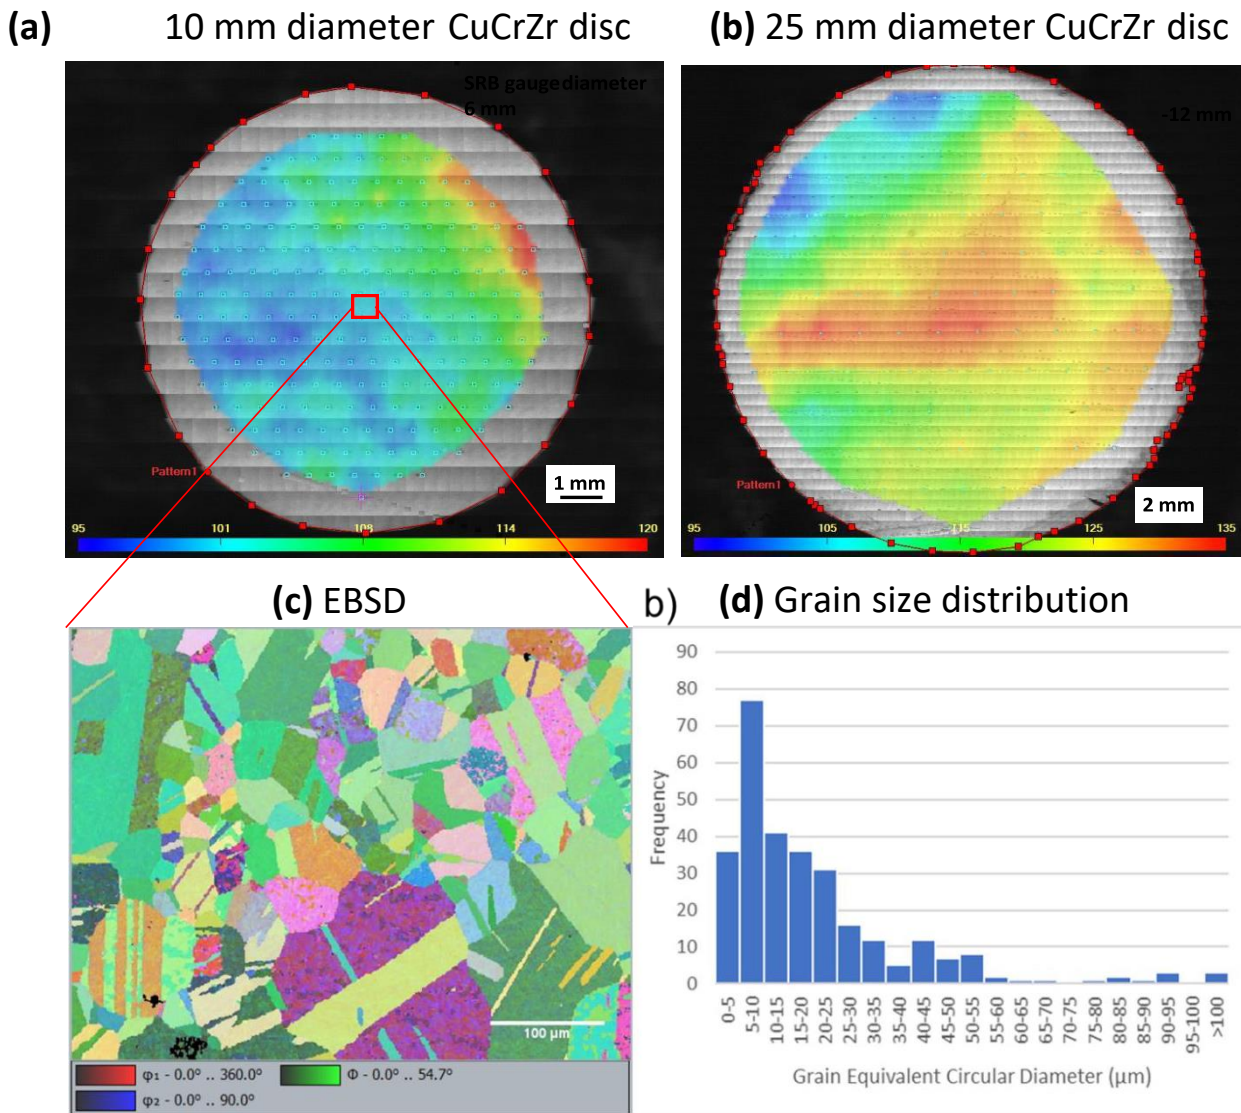 (a) 10 mm diameter CuCrZr disc
(b) 25 mm diameter CuCrZr disc
SRB gauge diameter
6 mm
Pattern1
1 mm
95 101 108 114 120
-12 mm
Pattern1
2 mm
95 105 115 125 135
(c) EBSD
100 µm
φ₁ - 0.0° .. 360.0° Φ - 0.0° .. 54.7°
φ₂ - 0.0° .. 90.0°
b) (d) Grain size distribution
90
80
70
60
50
40
30
20
10
0
Frequency
0-5 5-10 10-15 15-20 20-25 25-30 30-35 35-40 40-45 45-50 50-55 55-60 60-65 65-70 70-75 75-80 80-85 85-90 90-95 95-100 >100
Grain Equivalent Circular Diameter (µm)